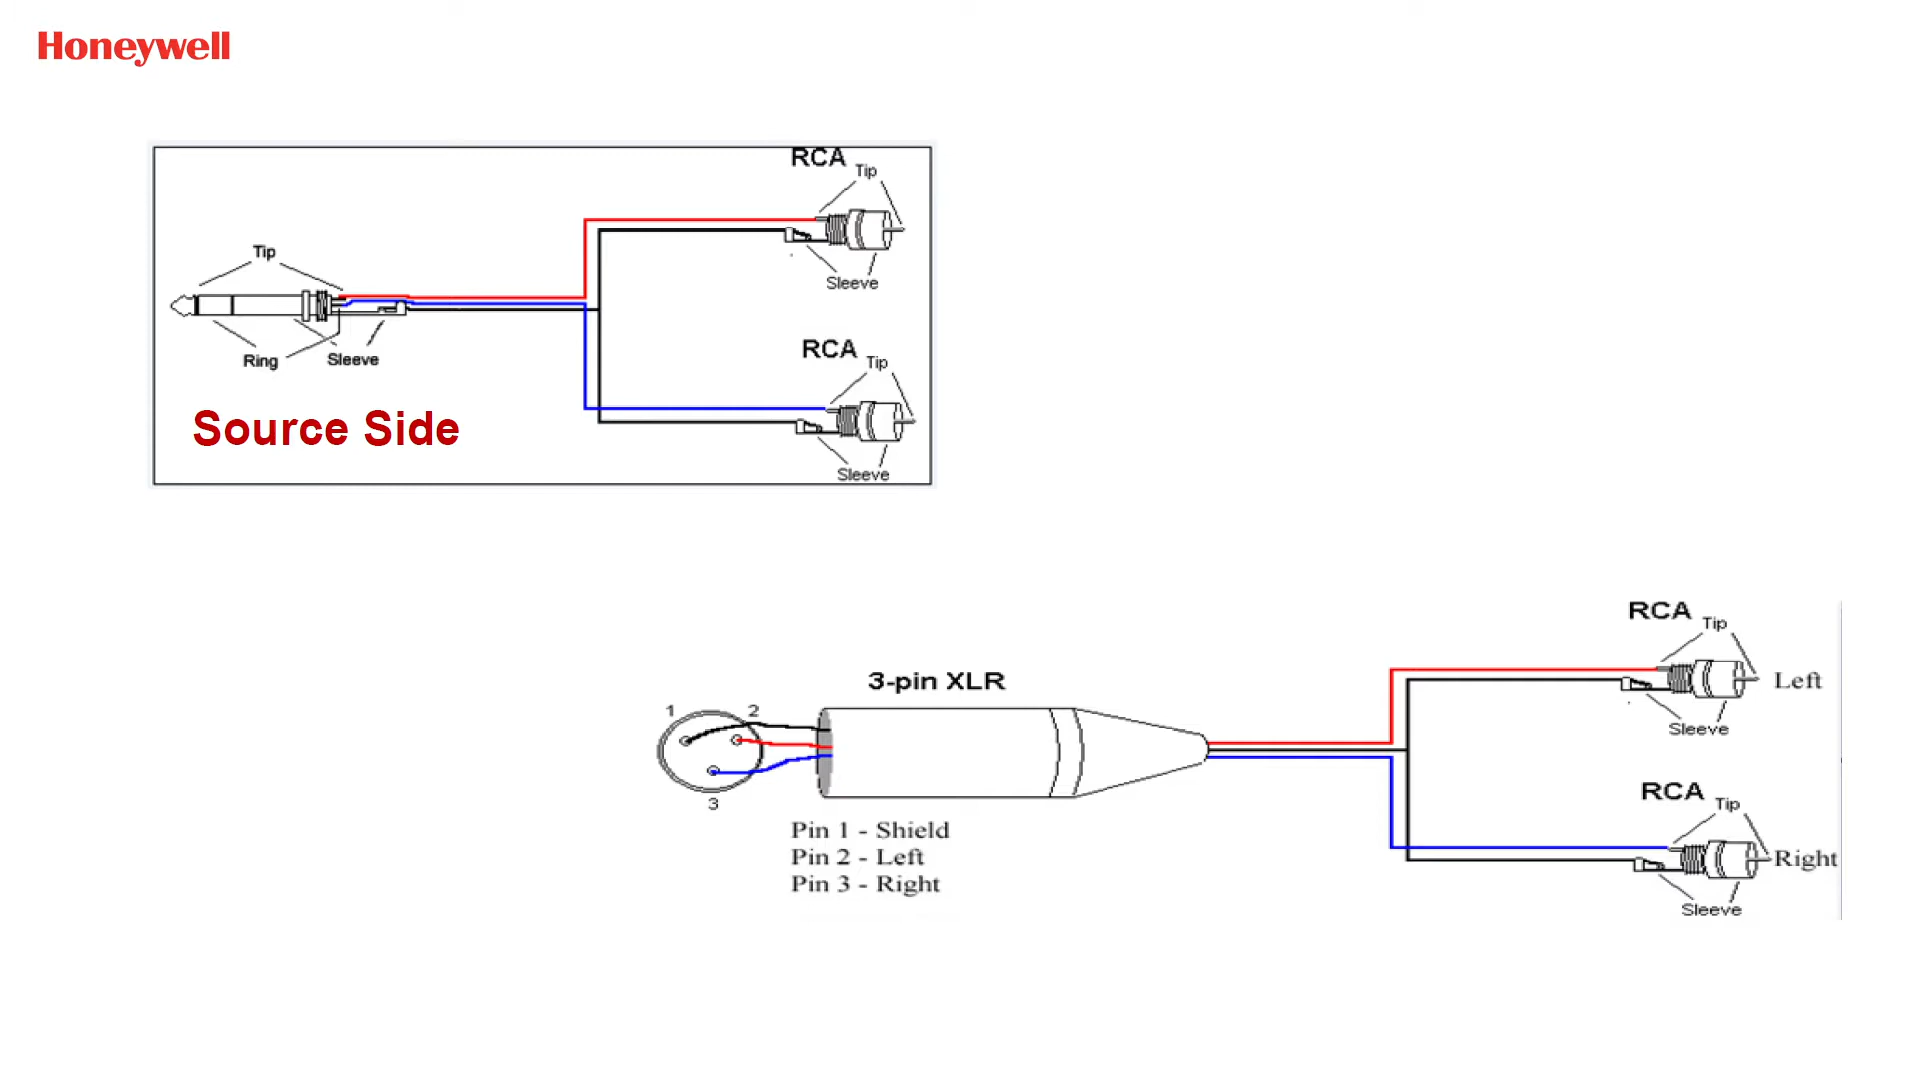 Honeywell
RCA
Tip
Sleeve
Tip
Ring
Sleeve
RCA
Tip
Sleeve
Source Side
RCA
Tip
Left
Sleeve
3-pin XLR
1
2
3
Pin 1 - Shield
Pin 2 - Left
Pin 3 - Right
RCA
Tip
Right
Sleeve